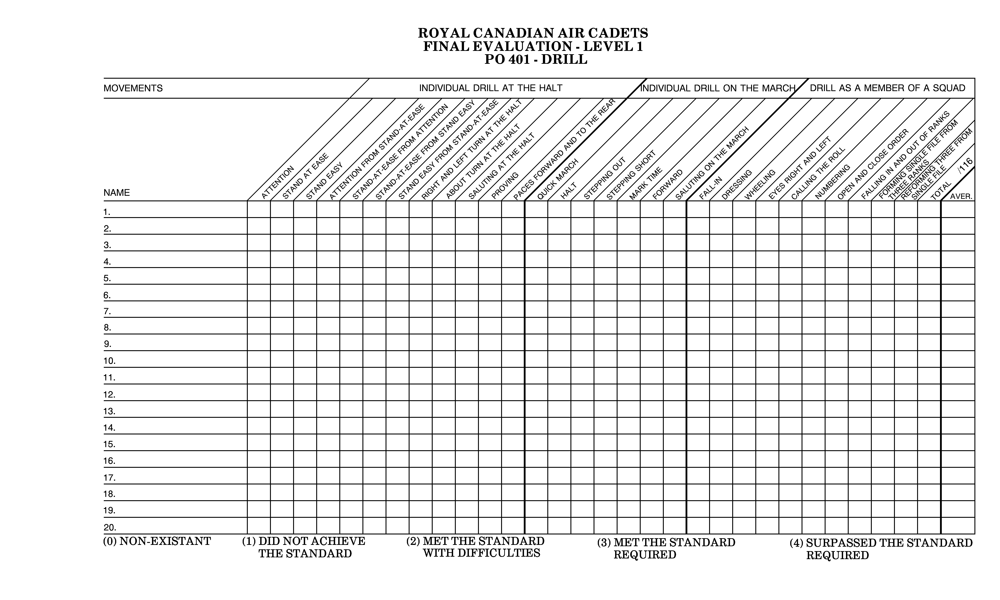 ROYAL CANADIAN AIR CADETS
FINAL EVALUATION - LEVEL 1
PO 401 - DRILL
MOVEMENTS
INDIVIDUAL DRILL AT THE HALT
INDIVIDUAL DRILL ON THE MARCH
DRILL AS A MEMBER OF A SQUAD
NAME
ATTENTION
STAND AT EASE
STAND EASY
ATTENTION FROM STAND-AT-EASE
STAND-AT-EASE FROM ATTENTION
STAND-AT-EASE FROM STAND EASY
STAND EASY FROM STAND-AT-EASE
RIGHT AND LEFT TURN AT THE HALT
ABOUT TURN AT THE HALT
SALUTING AT THE HALT
PROVING
PACES FORWARD AND TO THE REAR
QUICK MARCH
HALT
STEPPING OUT
STEPPING SHORT
MARK TIME
FORWARD
SALUTING ON THE MARCH
FALL-IN
DRESSING
WHEELING
EYES RIGHT AND LEFT
CALLING THE ROLL
NUMBERING
OPEN AND CLOSE ORDER
FALLING IN AND OUT OF RANKS
FORMING SINGLE FILE FROM
THREE RANKS
REFORMING THREE FROM
SINGLE FILE
TOTAL /116
AVER.
1.
2.
3.
4.
5.
6.
7.
8.
9.
10.
11.
12.
13.
14.
15.
16.
17.
18.
19.
20.
(0) NON-EXISTANT
(1) DID NOT ACHIEVE
THE STANDARD
(2) MET THE STANDARD
WITH DIFFICULTIES
(3) MET THE STANDARD
REQUIRED
(4) SURPASSED THE STANDARD
REQUIRED